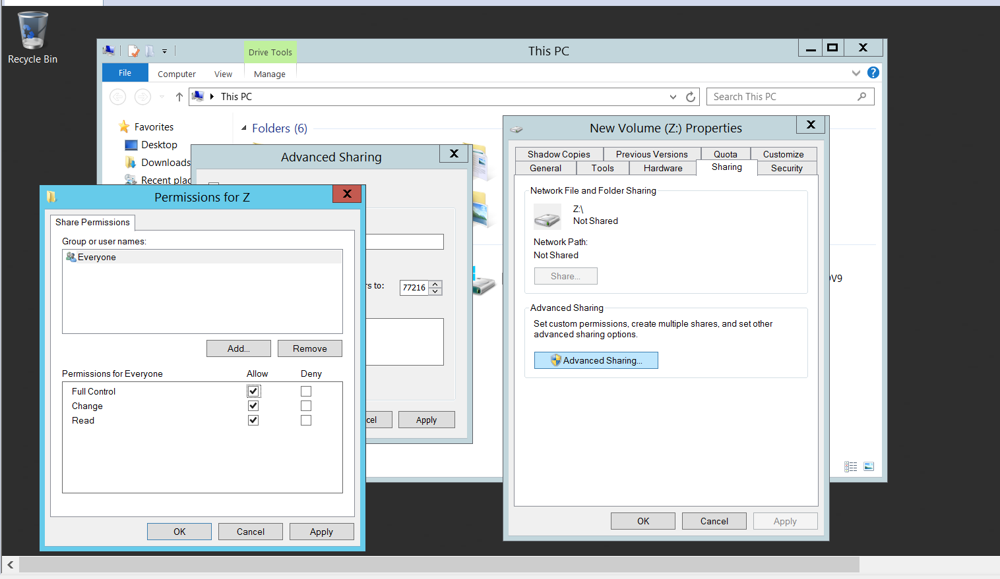 Recycle Bin
Drive Tools
This PC
File
Computer
View
Manage
This PC
Search This PC
Favorites
Desktop
Downloads
Recent plac
Folders (6)
Advanced Sharing
s to:
77216
cel
Apply
V9
Permissions for Z
Share Permissions
Group or user names:
Everyone
Add...
Remove
Permissions for Everyone
Allow
Deny
Full Control
Change
Read
OK
Cancel
Apply
New Volume (Z:) Properties
Shadow Copies
Previous Versions
Quota
Customize
General
Tools
Hardware
Sharing
Security
Network File and Folder Sharing
Z:\
Not Shared
Network Path:
Not Shared
Share...
Advanced Sharing
Set custom permissions, create multiple shares, and set other
advanced sharing options.
Advanced Sharing...
OK
Cancel
Apply